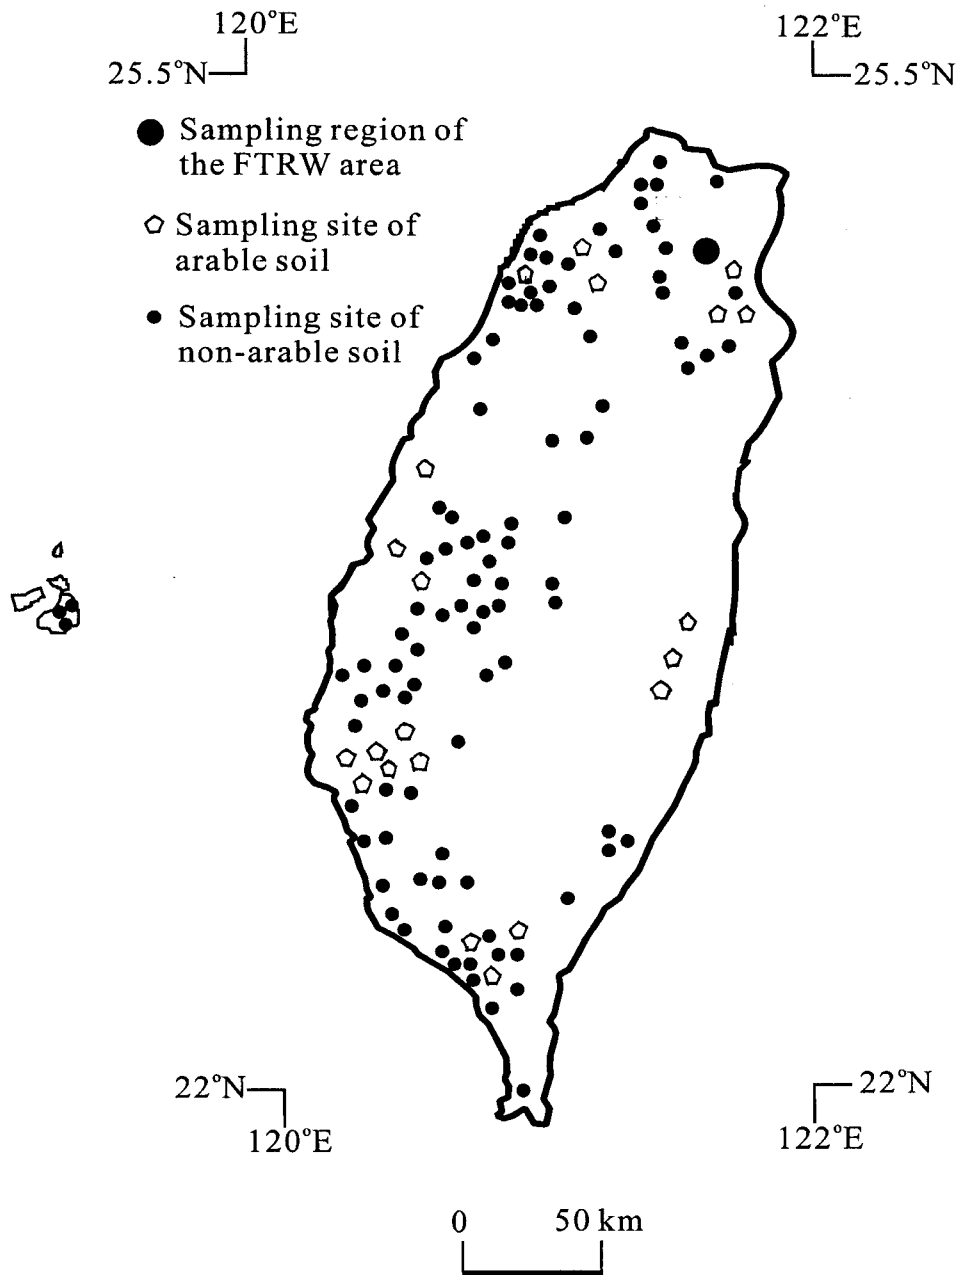 120°E
122°E
25.5°N
25.5°N
Sampling region of
the FTRW area
Sampling site of
arable soil
Sampling site of
non-arable soil
22°N
22°N
120°E
122°E
0
50 km